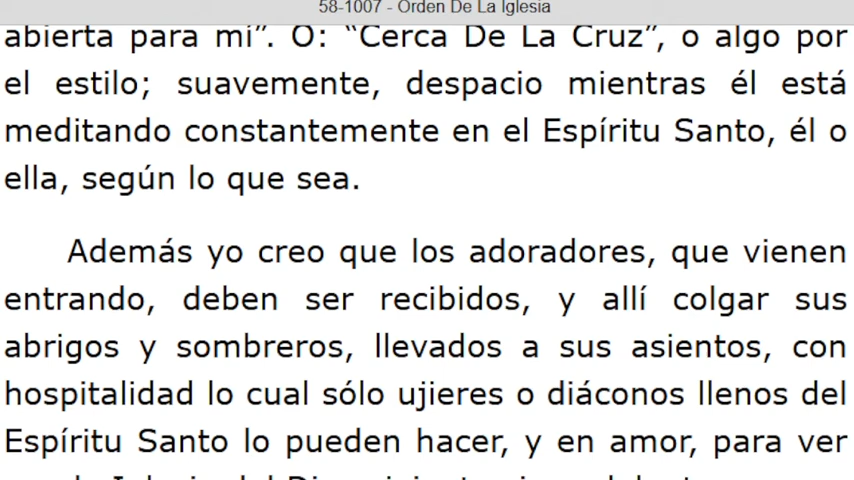 58-1007 - Orden De La Iglesia
abierta para mí”. O: “Cerca De La Cruz”, o algo por
el estilo; suavemente, despacio mientras él está
meditando constantemente en el Espíritu Santo, él o
ella, según lo que sea.
Además yo creo que los adoradores, que vienen
entrando, deben ser recibidos, y allí colgar sus
abrigos y sombreros, llevados a sus asientos, con
hospitalidad lo cual sólo ujieres o diáconos llenos del
Espíritu Santo lo pueden hacer, y en amor, para ver